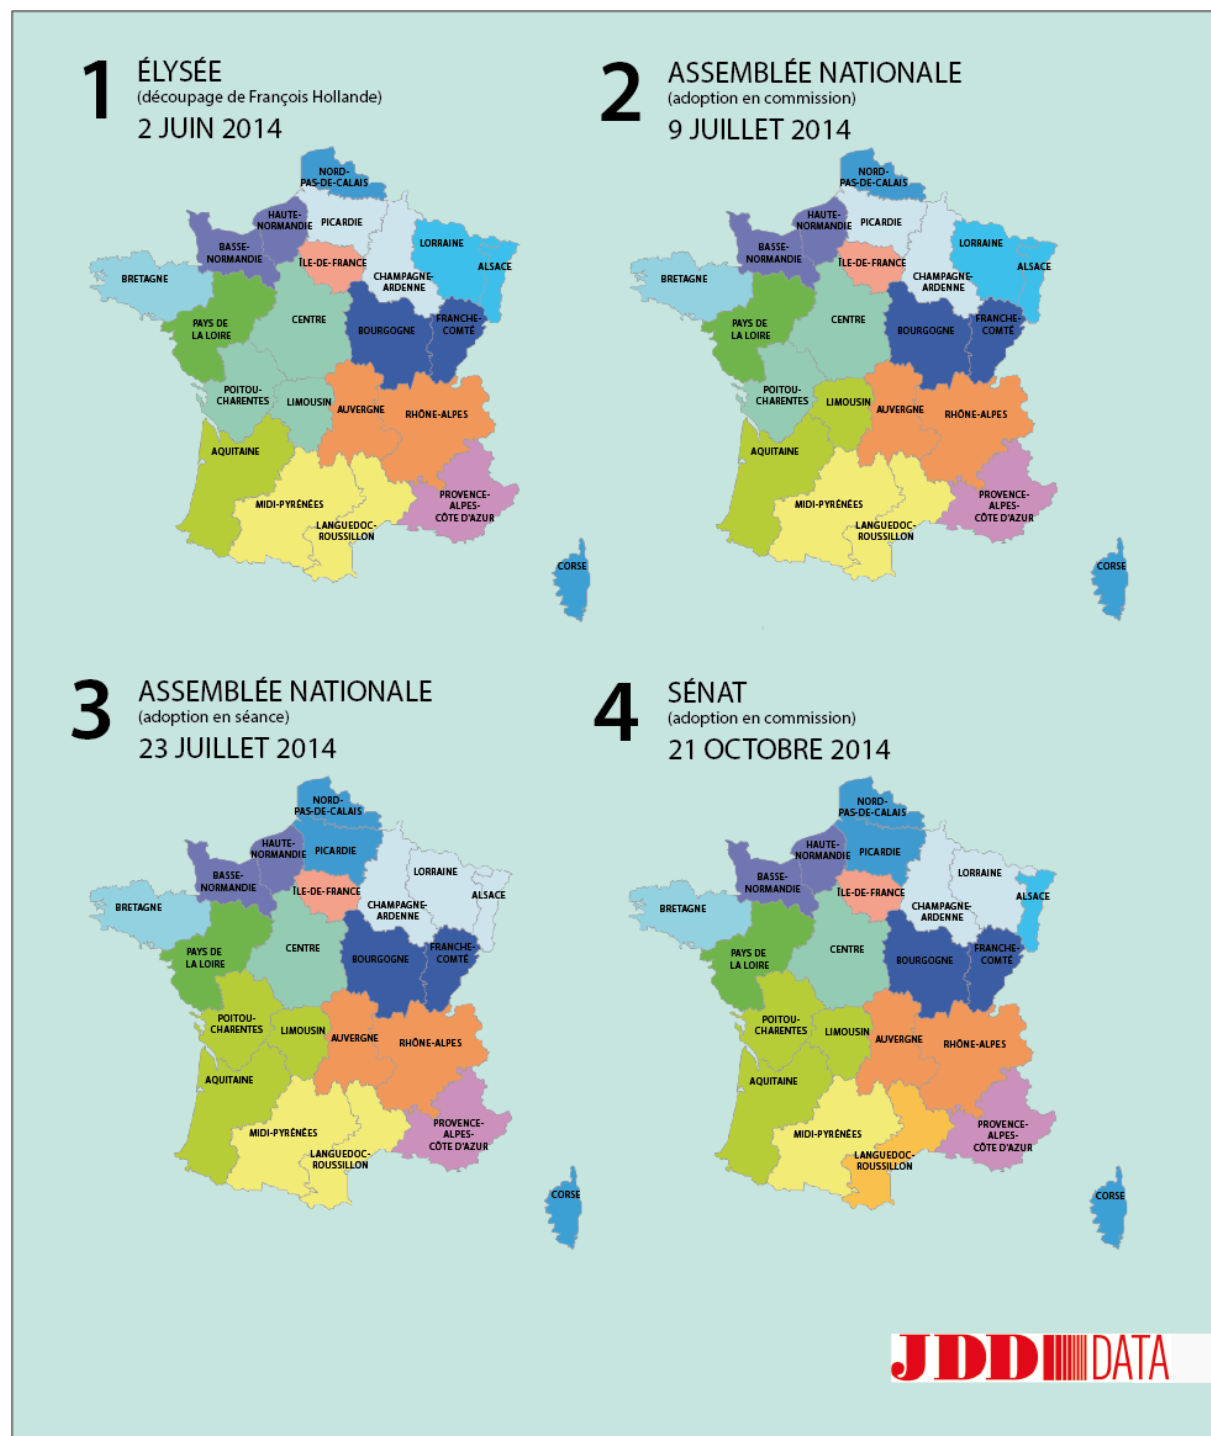 1
ÉLYSÉE
(découpage de François Hollande)
2 JUIN 2014
NORD-
PAS-DE-CALAIS
HAUTE-
NORMANDIE
PICARDIE
BASSE-
NORMANDIE
ÎLE-DE-FRANCE
LORRAINE
ALSACE
CHAMPAGNE-
ARDENNE
BRETAGNE
PAYS DE
LA LOIRE
CENTRE
BOURGOGNE
FRANCHE-
COMTÉ
POITOU-
CHARENTES
LIMOUSIN
AUVERGNE
RHÔNE-ALPES
AQUITAINE
MIDI-PYRÉNÉES
LANGUEDOC-
ROUSSILLON
PROVENCE-
ALPES-
CÔTE D'AZUR
CORSE
2
ASSEMBLÉE NATIONALE
(adoption en commission)
9 JUILLET 2014
NORD-
PAS-DE-CALAIS
HAUTE-
NORMANDIE
PICARDIE
BASSE-
NORMANDIE
ÎLE-DE-FRANCE
LORRAINE
ALSACE
CHAMPAGNE-
ARDENNE
BRETAGNE
PAYS DE
LA LOIRE
CENTRE
BOURGOGNE
FRANCHE-
COMTÉ
POITOU-
CHARENTES
LIMOUSIN
AUVERGNE
RHÔNE-ALPES
AQUITAINE
MIDI-PYRÉNÉES
LANGUEDOC-
ROUSSILLON
PROVENCE-
ALPES-
CÔTE D'AZUR
CORSE
3
ASSEMBLÉE NATIONALE
(adoption en séance)
23 JUILLET 2014
NORD-
PAS-DE-CALAIS
HAUTE-
NORMANDIE
PICARDIE
BASSE-
NORMANDIE
ÎLE-DE-FRANCE
LORRAINE
ALSACE
CHAMPAGNE-
ARDENNE
BRETAGNE
PAYS DE
LA LOIRE
CENTRE
BOURGOGNE
FRANCHE-
COMTÉ
POITOU-
CHARENTES
LIMOUSIN
AUVERGNE
RHÔNE-ALPES
AQUITAINE
MIDI-PYRÉNÉES
LANGUEDOC-
ROUSSILLON
PROVENCE-
ALPES-
CÔTE D'AZUR
CORSE
4
SÉNAT
(adoption en commission)
21 OCTOBRE 2014
NORD-
PAS-DE-CALAIS
HAUTE-
NORMANDIE
PICARDIE
BASSE-
NORMANDIE
ÎLE-DE-FRANCE
LORRAINE
ALSACE
CHAMPAGNE-
ARDENNE
BRETAGNE
PAYS DE
LA LOIRE
CENTRE
BOURGOGNE
FRANCHE-
COMTÉ
POITOU-
CHARENTES
LIMOUSIN
AUVERGNE
RHÔNE-ALPES
AQUITAINE
MIDI-PYRÉNÉES
LANGUEDOC-
ROUSSILLON
PROVENCE-
ALPES-
CÔTE D'AZUR
CORSE
JDD DATA